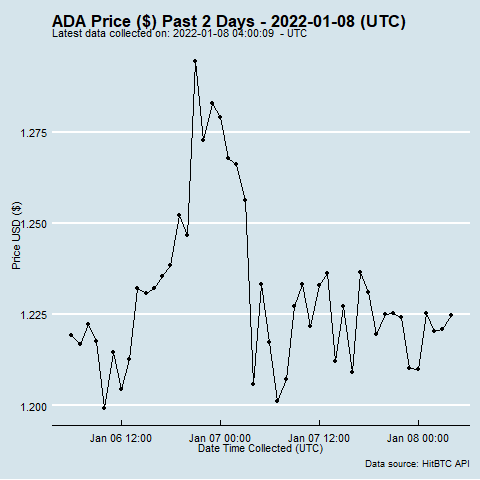 ADA Price ($) Past 2 Days - 2022-01-08 (UTC)
Latest data collected on: 2022-01-08 04:00:09 - UTC
1.275
1.250
1.225
1.200
Price USD ($)
Jan 06 12:00 Jan 07 00:00 Jan 07 12:00 Jan 08 00:00
Date Time Collected (UTC)
Data source: HitBTC API